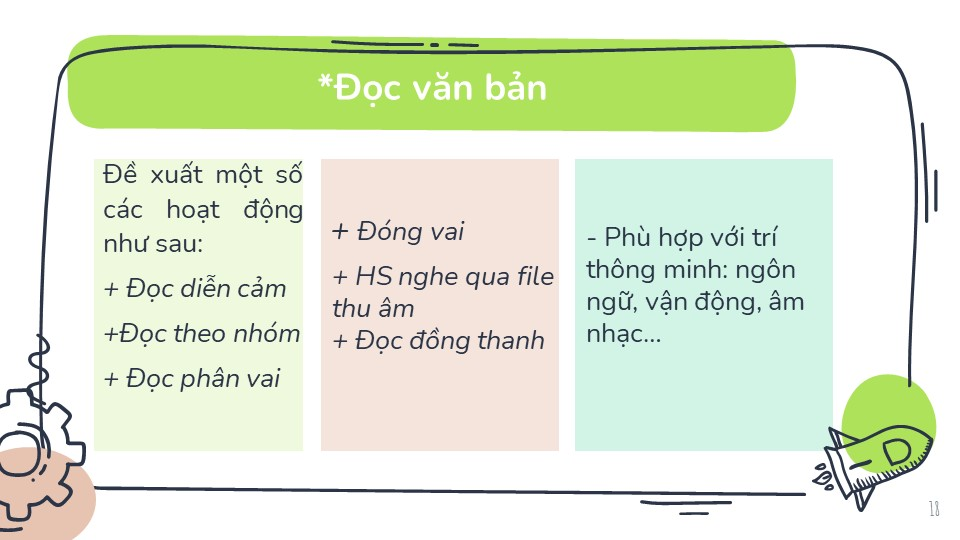 *Đọc văn bản
Đề xuất một số
các hoạt động
như sau:
+ Đọc diễn cảm
+Đọc theo nhóm
+ Đọc phân vai
+ Đóng vai
+ HS nghe qua file
thu âm
+ Đọc đồng thanh
- Phù hợp với trí
thông minh: ngôn
ngữ, vận động, âm
nhạc...
18